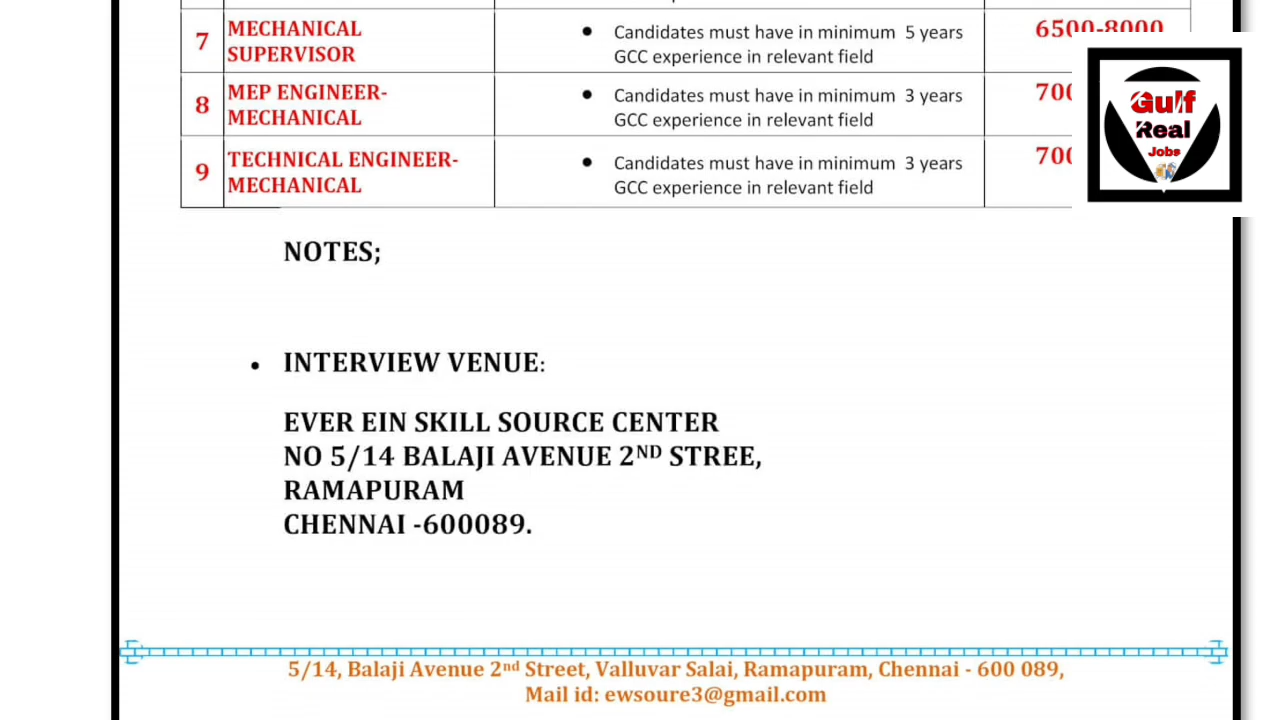 7 MECHANICAL SUPERVISOR
• Candidates must have in minimum 5 years
GCC experience in relevant field
6500-8000
8 MEP ENGINEER-
MECHANICAL
• Candidates must have in minimum 3 years
GCC experience in relevant field
9 TECHNICAL ENGINEER-
MECHANICAL
• Candidates must have in minimum 3 years
GCC experience in relevant field
Gulf
Real
Jobs
NOTES;
• INTERVIEW VENUE:
EVER EIN SKILL SOURCE CENTER
NO 5/14 BALAJI AVENUE 2ND STREE,
RAMAPURAM
CHENNAI -600089.
5/14, Balaji Avenue 2nd Street, Valluvar Salai, Ramapuram, Chennai - 600 089,
Mail id: ewsoure3@gmail.com